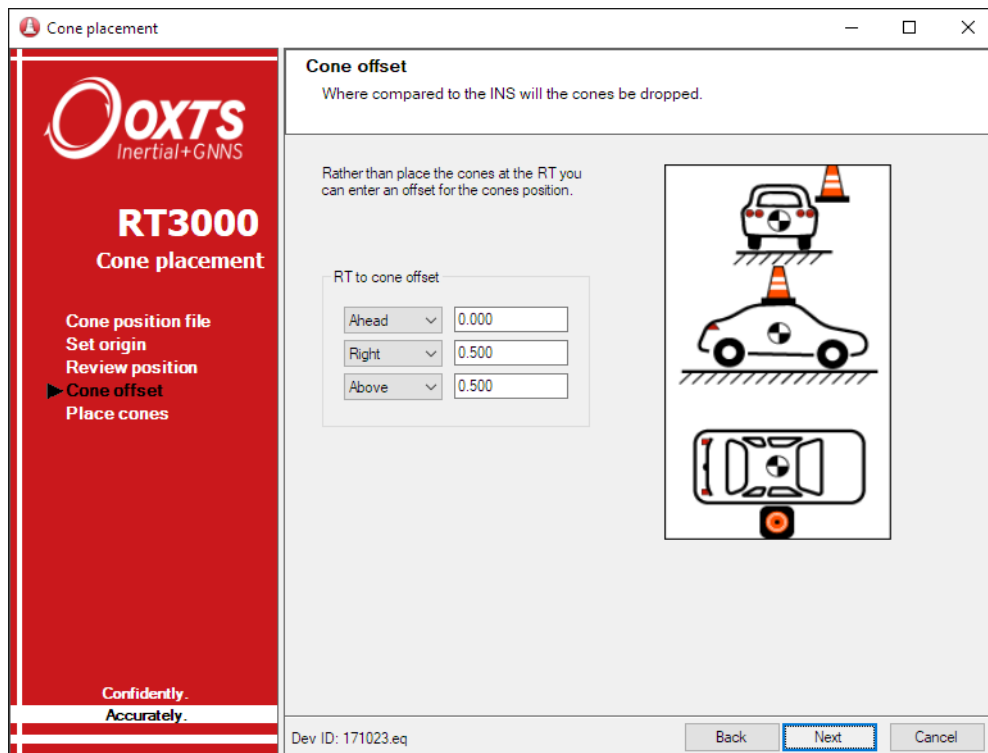 Cone placement
OXTS
Inertial+GNNS
RT3000
Cone placement
Cone position file
Set origin
Review position
Cone offset
Place cones
Confidently.
Accurately.
Cone offset
Where compared to the INS will the cones be dropped.
Rather than place the cones at the RT you
can enter an offset for the cones position.
RT to cone offset
Ahead 0.000
Right 0.500
Above 0.500
Dev ID: 171023.eq
Back Next Cancel